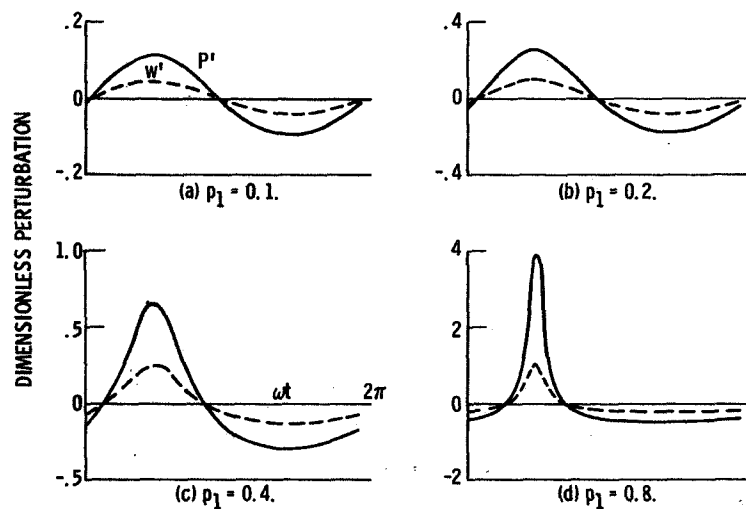 DIMENSIONLESS PERTURBATION
.2
0
-.2
P'
w'
(a) p1 = 0.1.
.4
0
-.4
(b) p1 = 0.2.
1.0
.5
0
-.5
ωt
2π
(c) p1 = 0.4.
4
2
0
-2
(d) p1 = 0.8.